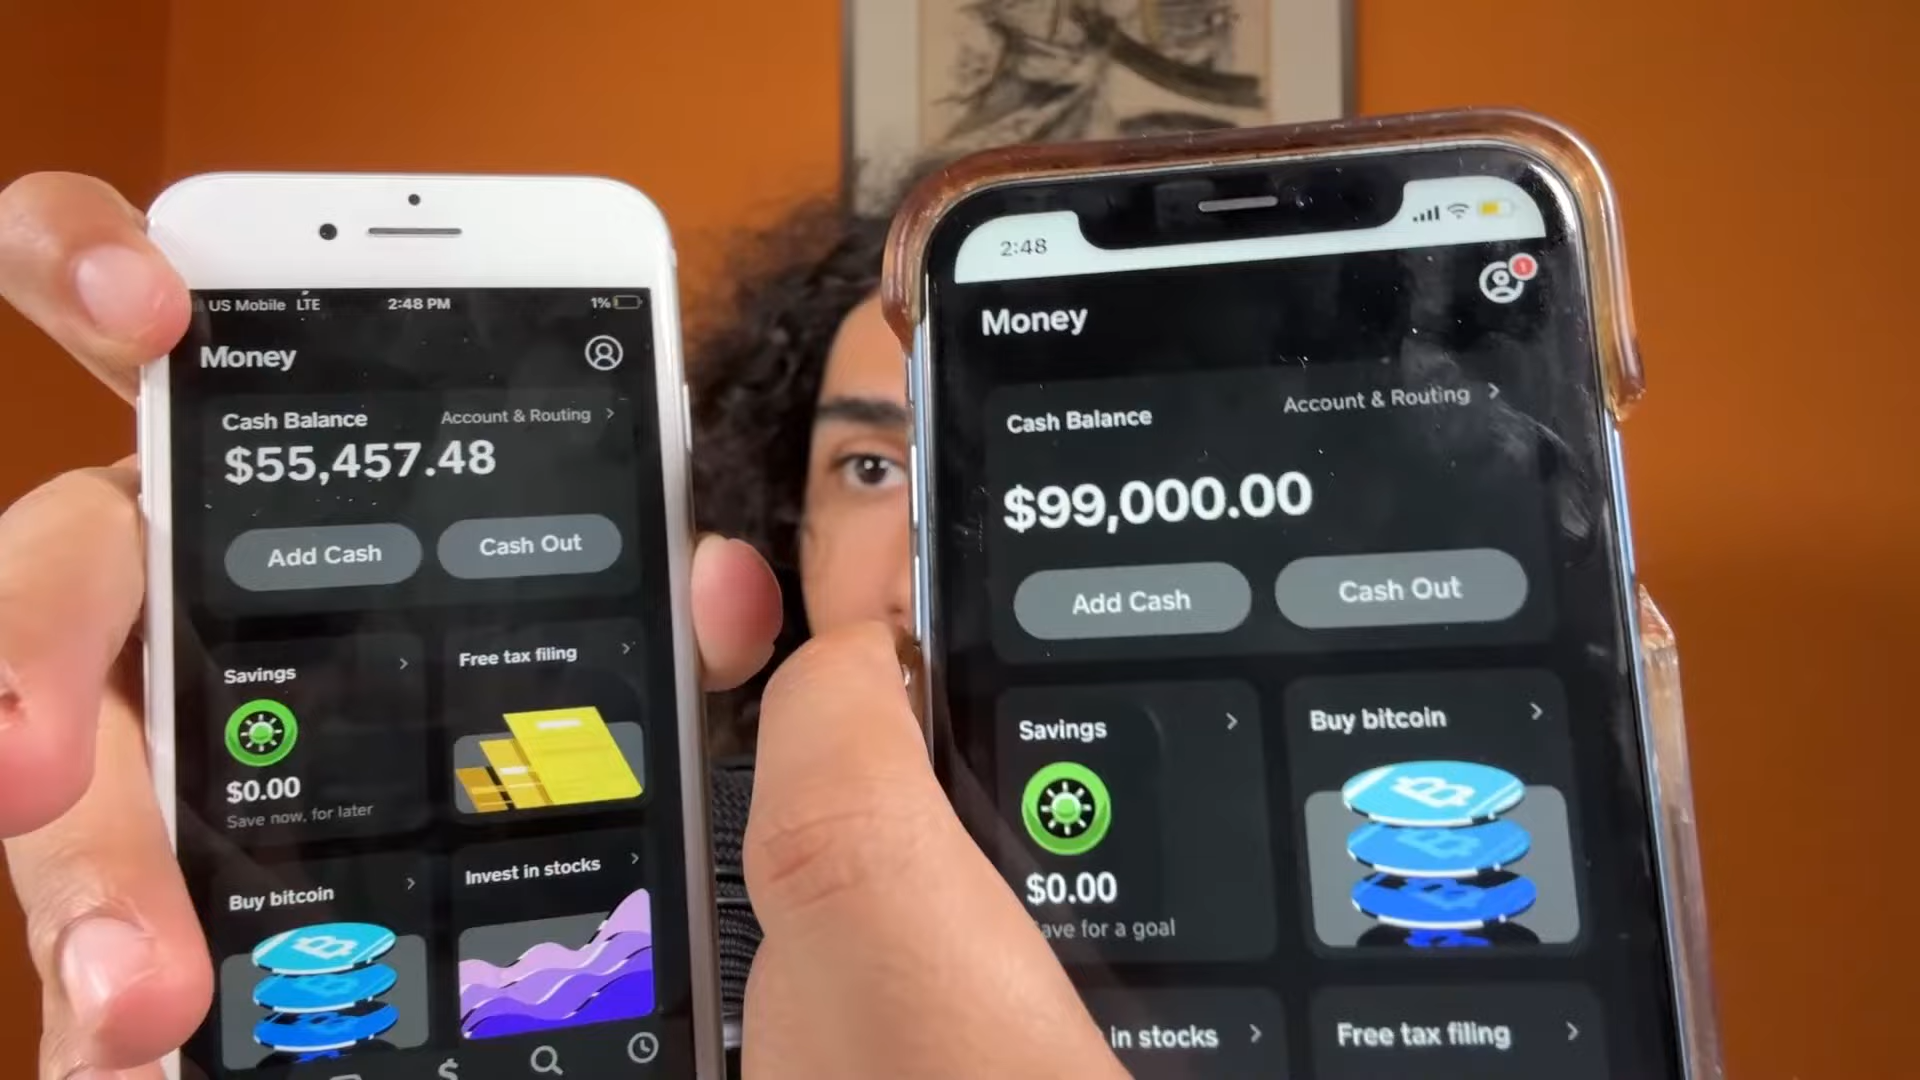 US Mobile LTE 2:48 PM 1%
Money
Cash Balance Account & Routing
$55,457.48
Add Cash Cash Out
Savings
$0.00
Save now, for later
Free tax filing
Buy bitcoin
Invest in stocks
2:48
1
Money
Cash Balance Account & Routing
$99,000.00
Add Cash Cash Out
Savings
$0.00
ave for a goal
Buy bitcoin
in stocks
Free tax filing